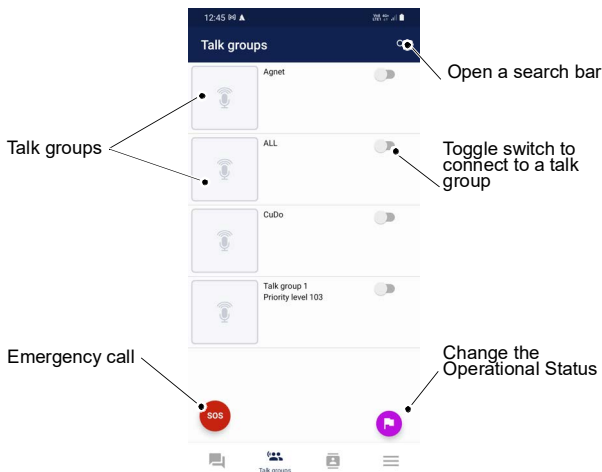 12:45
Talk groups
Agnet
Open a search bar
Talk groups
ALL
Toggle switch to
connect to a talk
group
CuDo
Talk group 1
Priority level 103
Emergency call
Change the
Operational Status
SOS
Talk groups